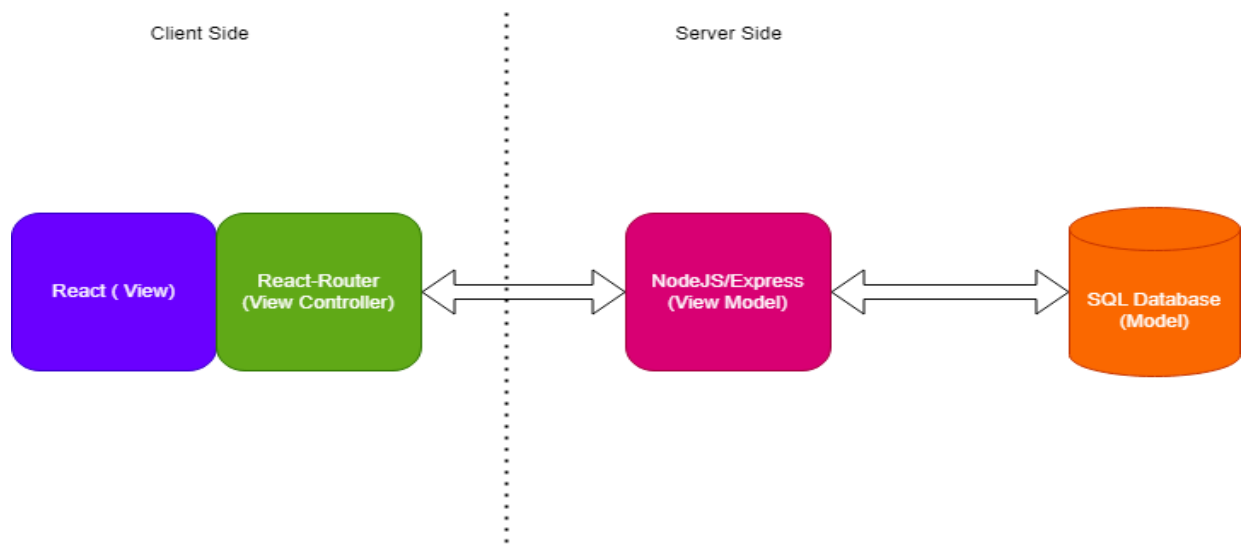 Client Side
Server Side
React ( View)
React-Router
(View Controller)
NodeJS/Express
(View Model)
SQL Database
(Model)